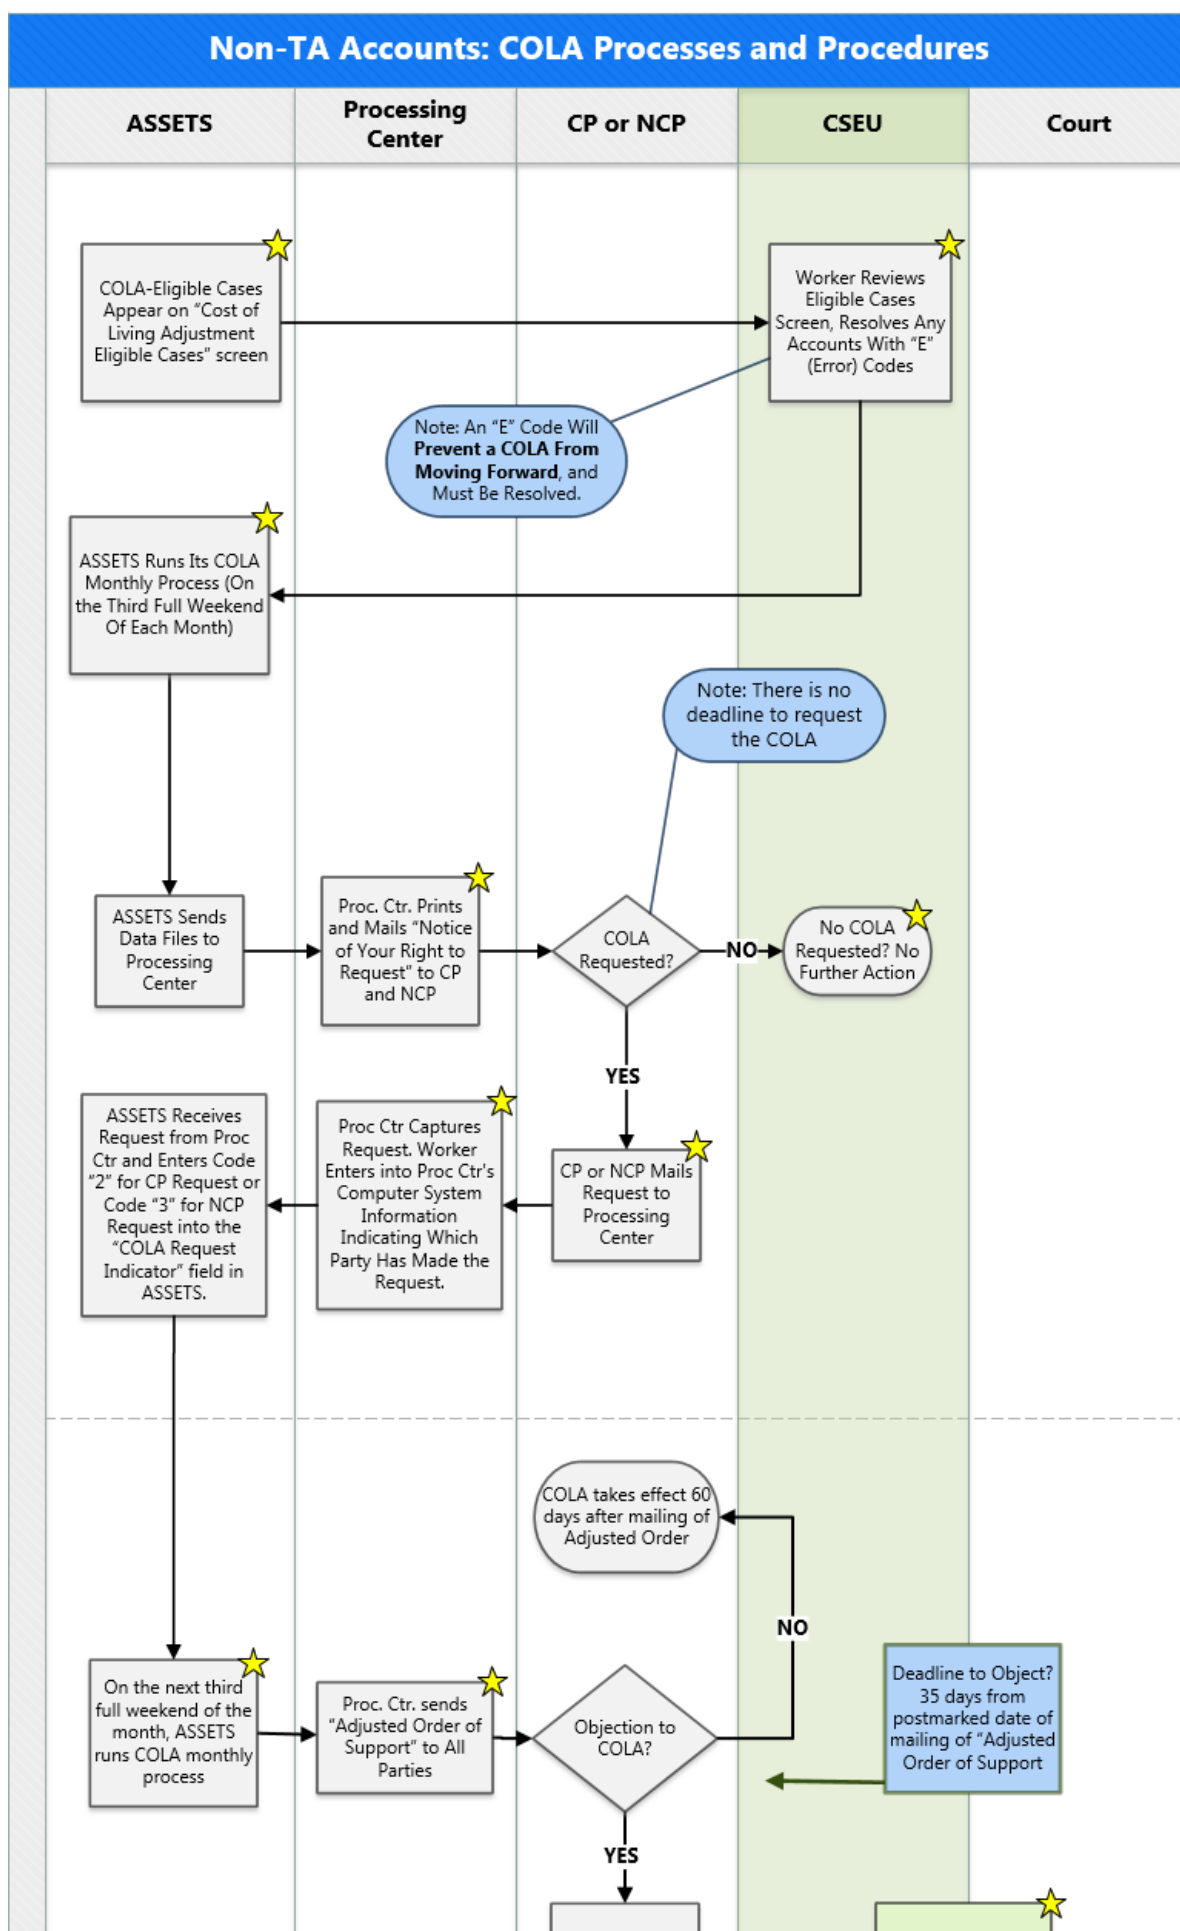 Non-TA Accounts: COLA Processes and Procedures
ASSETS
Processing
Center
CP or NCP
CSEU
Court
COLA-Eligible Cases
Appear on “Cost of
Living Adjustment
Eligible Cases” screen
Worker Reviews
Eligible Cases
Screen, Resolves Any
Accounts With “E”
(Error) Codes
Note: An “E” Code Will
Prevent a COLA From
Moving Forward, and
Must Be Resolved.
ASSETS Runs Its COLA
Monthly Process (On
the Third Full Weekend
Of Each Month)
Note: There is no
deadline to request
the COLA
ASSETS Sends
Data Files to
Processing
Center
Proc. Ctr. Prints
and Mails “Notice
of Your Right to
Request” to CP
and NCP
COLA
Requested?
NO
No COLA
Requested? No
Further Action
YES
ASSETS Receives
Request from Proc
Ctr and Enters Code
“2” for CP Request or
Code “3” for NCP
Request into the
“COLA Request
Indicator” field in
ASSETS.
Proc Ctr Captures
Request. Worker
Enters into Proc Ctr's
Computer System
Information
Indicating Which
Party Has Made the
Request.
CP or NCP Mails
Request to
Processing
Center
COLA takes effect 60
days after mailing of
Adjusted Order
NO
On the next third
full weekend of the
month, ASSETS
runs COLA monthly
process
Proc. Ctr. sends
“Adjusted Order of
Support” to All
Parties
Objection to
COLA?
Deadline to Object?
35 days from
postmarked date of
mailing of “Adjusted
Order of Support
YES